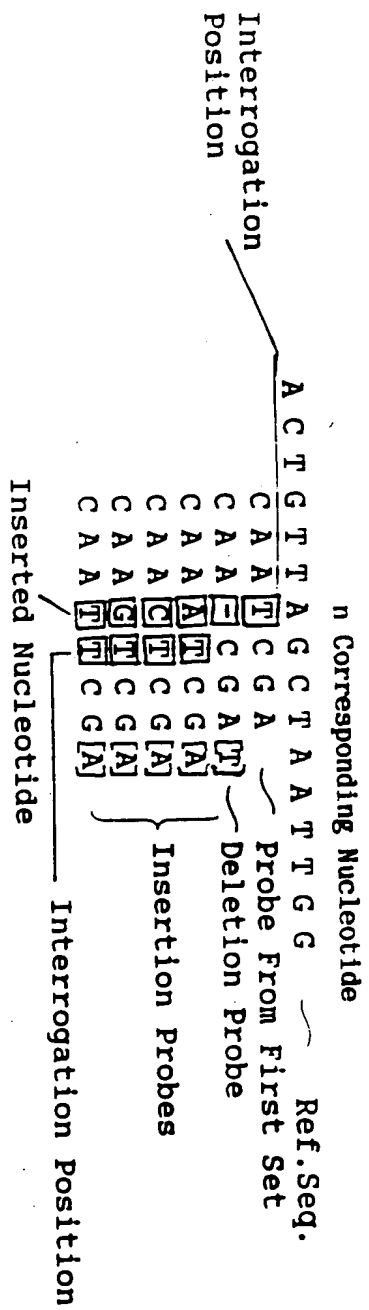 n Corresponding Nucleotide
A C T G T T A G C T A A T T G G Ref.Seq.
Interrogation
Position
C A A T C G A Probe From First Set
C A A - C G A [T] Deletion Probe
C A A A T C G [A]
C A A C T C G [A]
Insertion Probes
C A A G T C G [A]
C A A T T C G [A]
Inserted Nucleotide
Interrogation Position